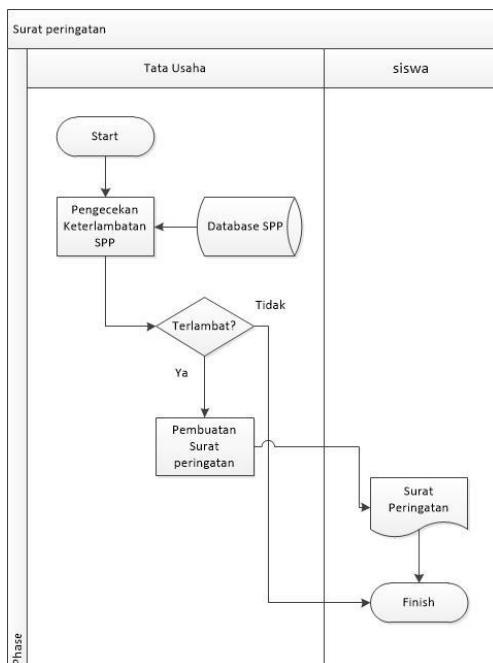 Surat peringatan
Tata Usaha
siswa
Start
Pengecekan
Keterlambatan
SPP
Database SPP
Terlambat?
Tidak
Ya
Pembuatan
Surat
peringatan
Surat
Peringatan
Finish
Phase